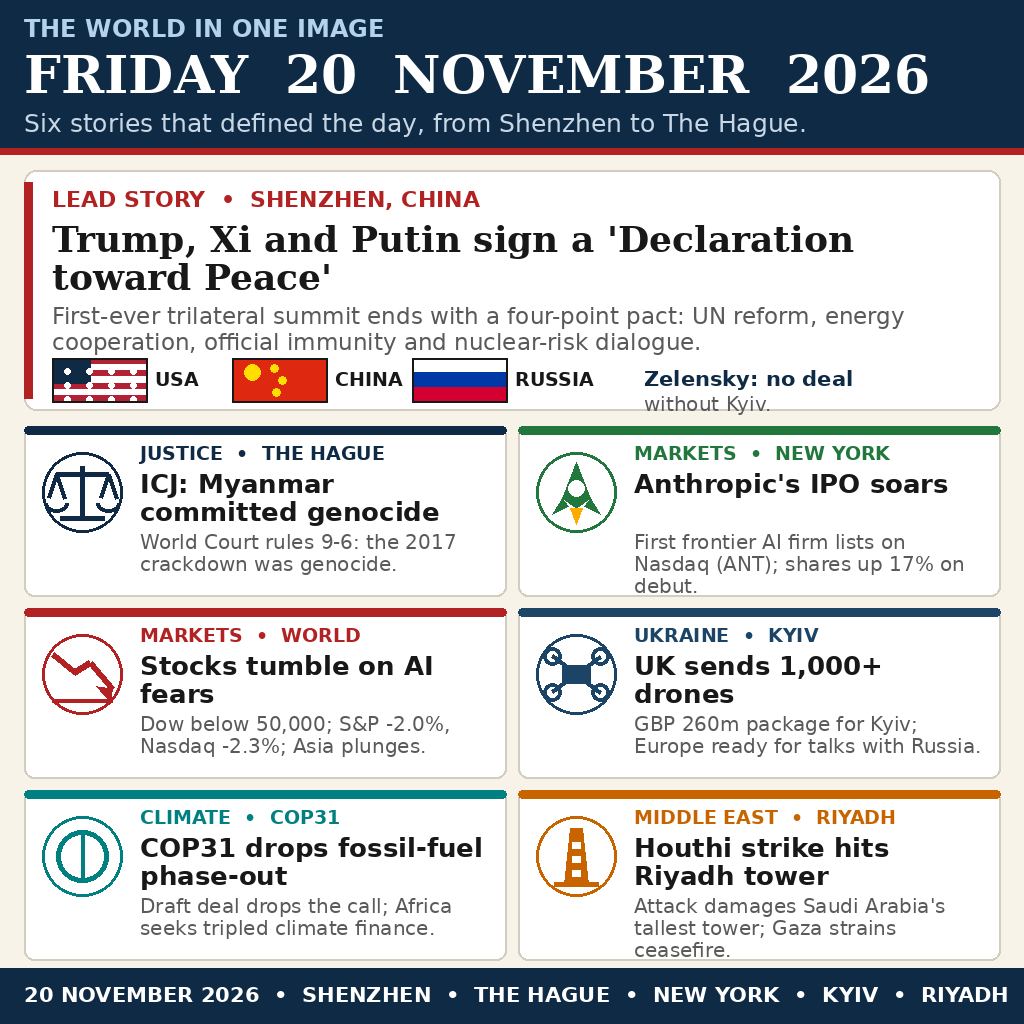 THE WORLD IN ONE IMAGE
FRIDAY 20 NOVEMBER 2026
Six stories that defined the day, from Shenzhen to The Hague.
LEAD STORY • SHENZHEN, CHINA
Trump, Xi and Putin sign a 'Declaration
toward Peace'
First-ever trilateral summit ends with a four-point pact: UN reform, energy
cooperation, official immunity and nuclear-risk dialogue.
USA
CHINA
RUSSIA
Zelensky: no deal
without Kyiv.
JUSTICE • THE HAGUE
ICJ: Myanmar
committed genocide
World Court rules 9-6: the 2017
crackdown was genocide.
MARKETS • NEW YORK
Anthropic's IPO soars
First frontier AI firm lists on
Nasdaq (ANT); shares up 17% on
debut.
MARKETS • WORLD
Stocks tumble on AI
fears
Dow below 50,000; S&P -2.0%,
Nasdaq -2.3%; Asia plunges.
UKRAINE • KYIV
UK sends 1,000+
drones
GBP 260m package for Kyiv;
Europe ready for talks with Russia.
CLIMATE • COP31
COP31 drops fossil-fuel
phase-out
Draft deal drops the call; Africa
seeks tripled climate finance.
MIDDLE EAST • RIYADH
Houthi strike hits
Riyadh tower
Attack damages Saudi Arabia's
tallest tower; Gaza strains
ceasefire.
20 NOVEMBER 2026 • SHENZHEN • THE HAGUE • NEW YORK • KYIV • RIYADH